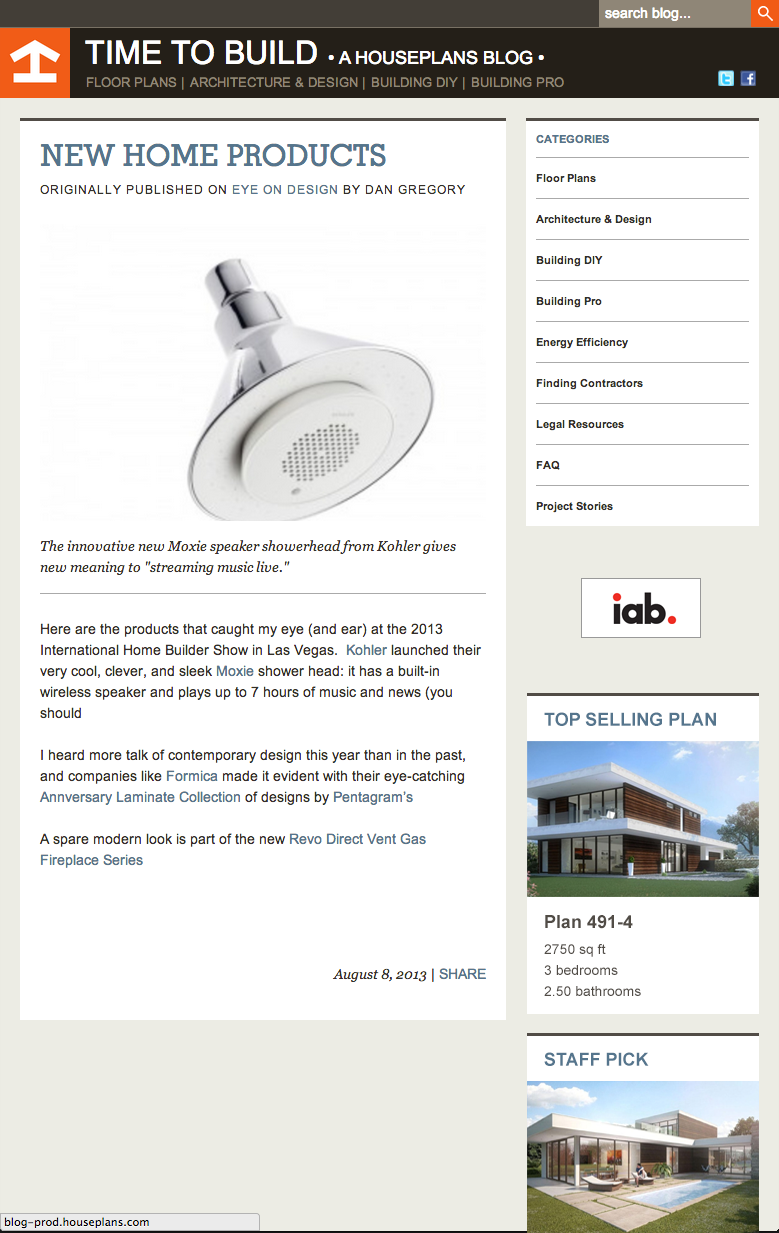 search blog...
TIME TO BUILD • A HOUSEPLANS BLOG •
FLOOR PLANS | ARCHITECTURE & DESIGN | BUILDING DIY | BUILDING PRO
NEW HOME PRODUCTS
ORIGINALLY PUBLISHED ON EYE ON DESIGN BY DAN GREGORY
The innovative new Moxie speaker showerhead from Kohler gives
new meaning to "streaming music live."
Here are the products that caught my eye (and ear) at the 2013
International Home Builder Show in Las Vegas. Kohler launched their
very cool, clever, and sleek Moxie shower head: it has a built-in
wireless speaker and plays up to 7 hours of music and news (you
should
I heard more talk of contemporary design this year than in the past,
and companies like Formica made it evident with their eye-catching
Annversary Laminate Collection of designs by Pentagram's
A spare modern look is part of the new Revo Direct Vent Gas
Fireplace Series
August 8, 2013 | SHARE
CATEGORIES
Floor Plans
Architecture & Design
Building DIY
Building Pro
Energy Efficiency
Finding Contractors
Legal Resources
FAQ
Project Stories
iab.
TOP SELLING PLAN
Plan 491-4
2750 sq ft
3 bedrooms
2.50 bathrooms
STAFF PICK
blog-prod.houseplans.com